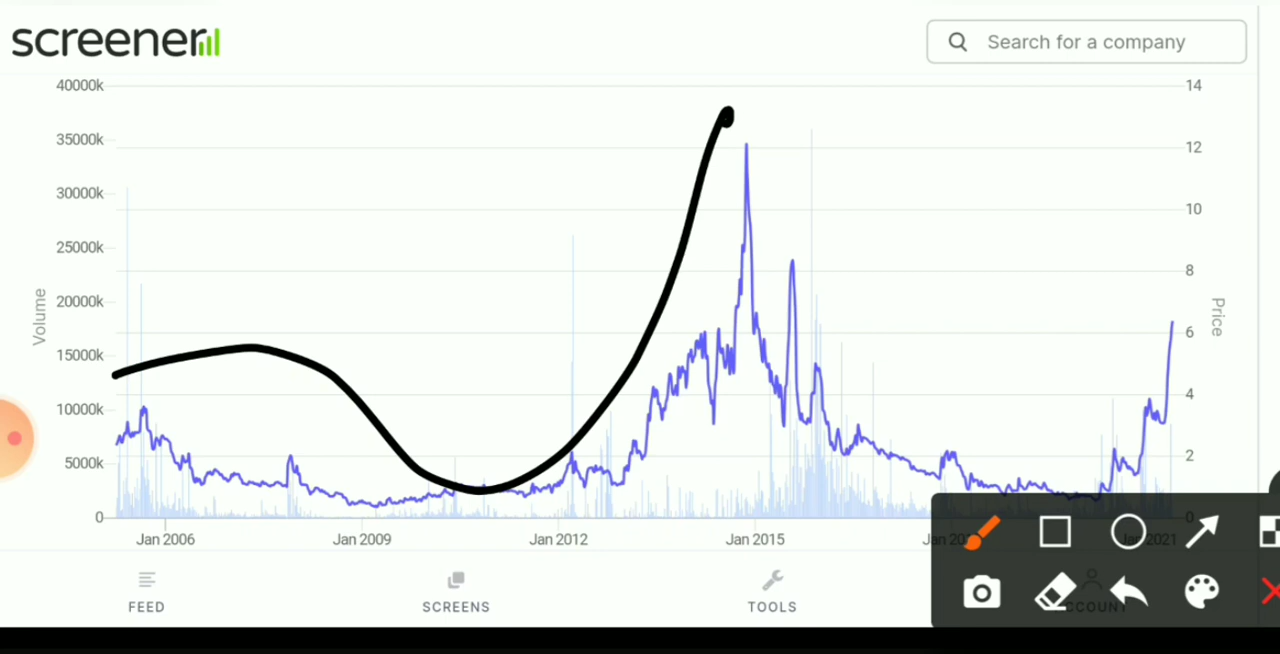 screener
Search for a company
40000k
35000k
30000k
25000k
20000k
15000k
10000k
5000k
0
Volume
14
12
10
8
6
4
2
0
Price
Jan 2006
Jan 2009
Jan 2012
Jan 2015
Jan 2021
FEED
SCREENS
TOOLS